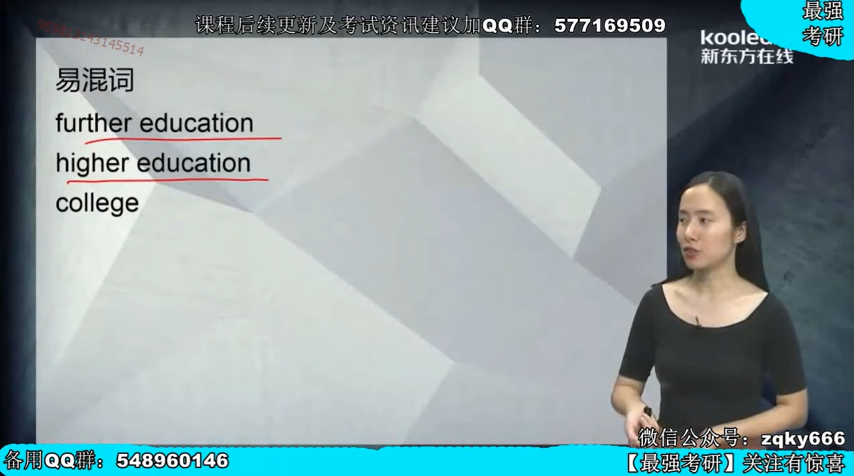 课程后续更新及考试资讯建议加QQ群：577169509
最强
考研
新东方在线
易混词
further education
higher education
college
微信公众号：zqky666
备用QQ群：548960146
【最强考研】关注有惊喜